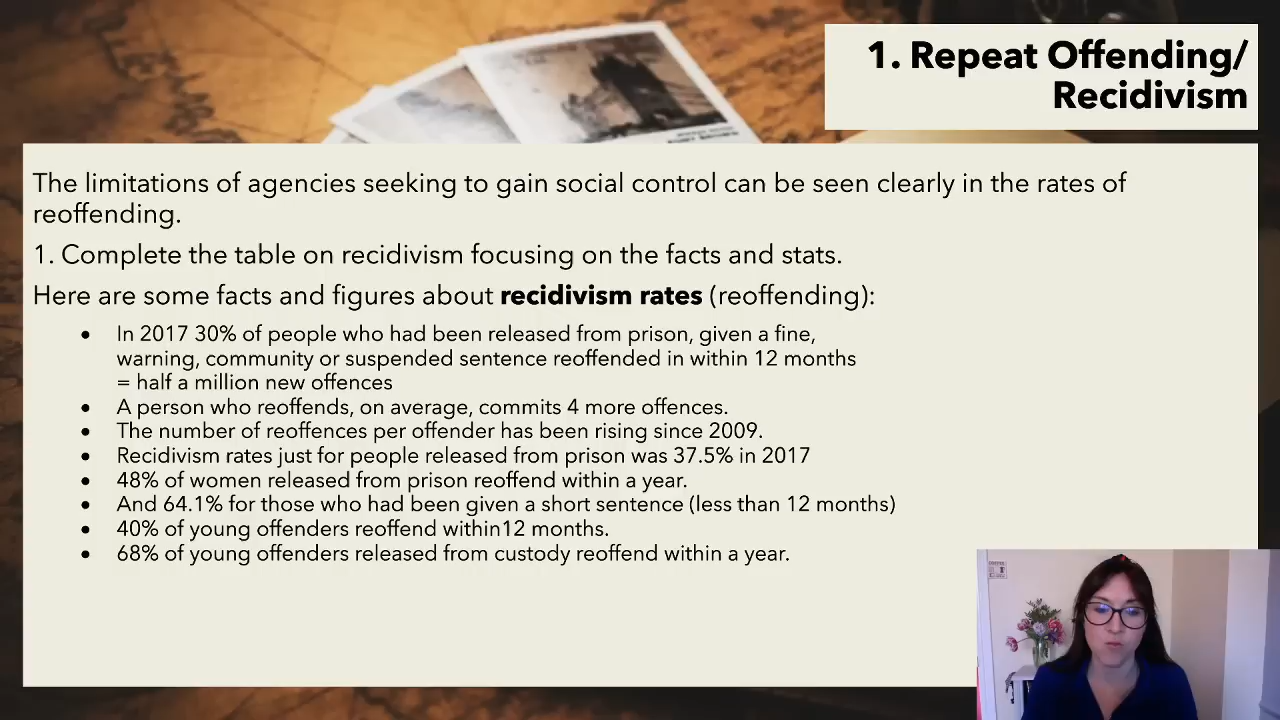 1. Repeat Offending/
Recidivism
The limitations of agencies seeking to gain social control can be seen clearly in the rates of
reoffending.
1. Complete the table on recidivism focusing on the facts and stats.
Here are some facts and figures about recidivism rates (reoffending):
• In 2017 30% of people who had been released from prison, given a fine,
warning, community or suspended sentence reoffended in within 12 months
= half a million new offences
• A person who reoffends, on average, commits 4 more offences.
• The number of reoffences per offender has been rising since 2009.
• Recidivism rates just for people released from prison was 37.5% in 2017
• 48% of women released from prison reoffend within a year.
• And 64.1% for those who had been given a short sentence (less than 12 months)
• 40% of young offenders reoffend within12 months.
• 68% of young offenders released from custody reoffend within a year.